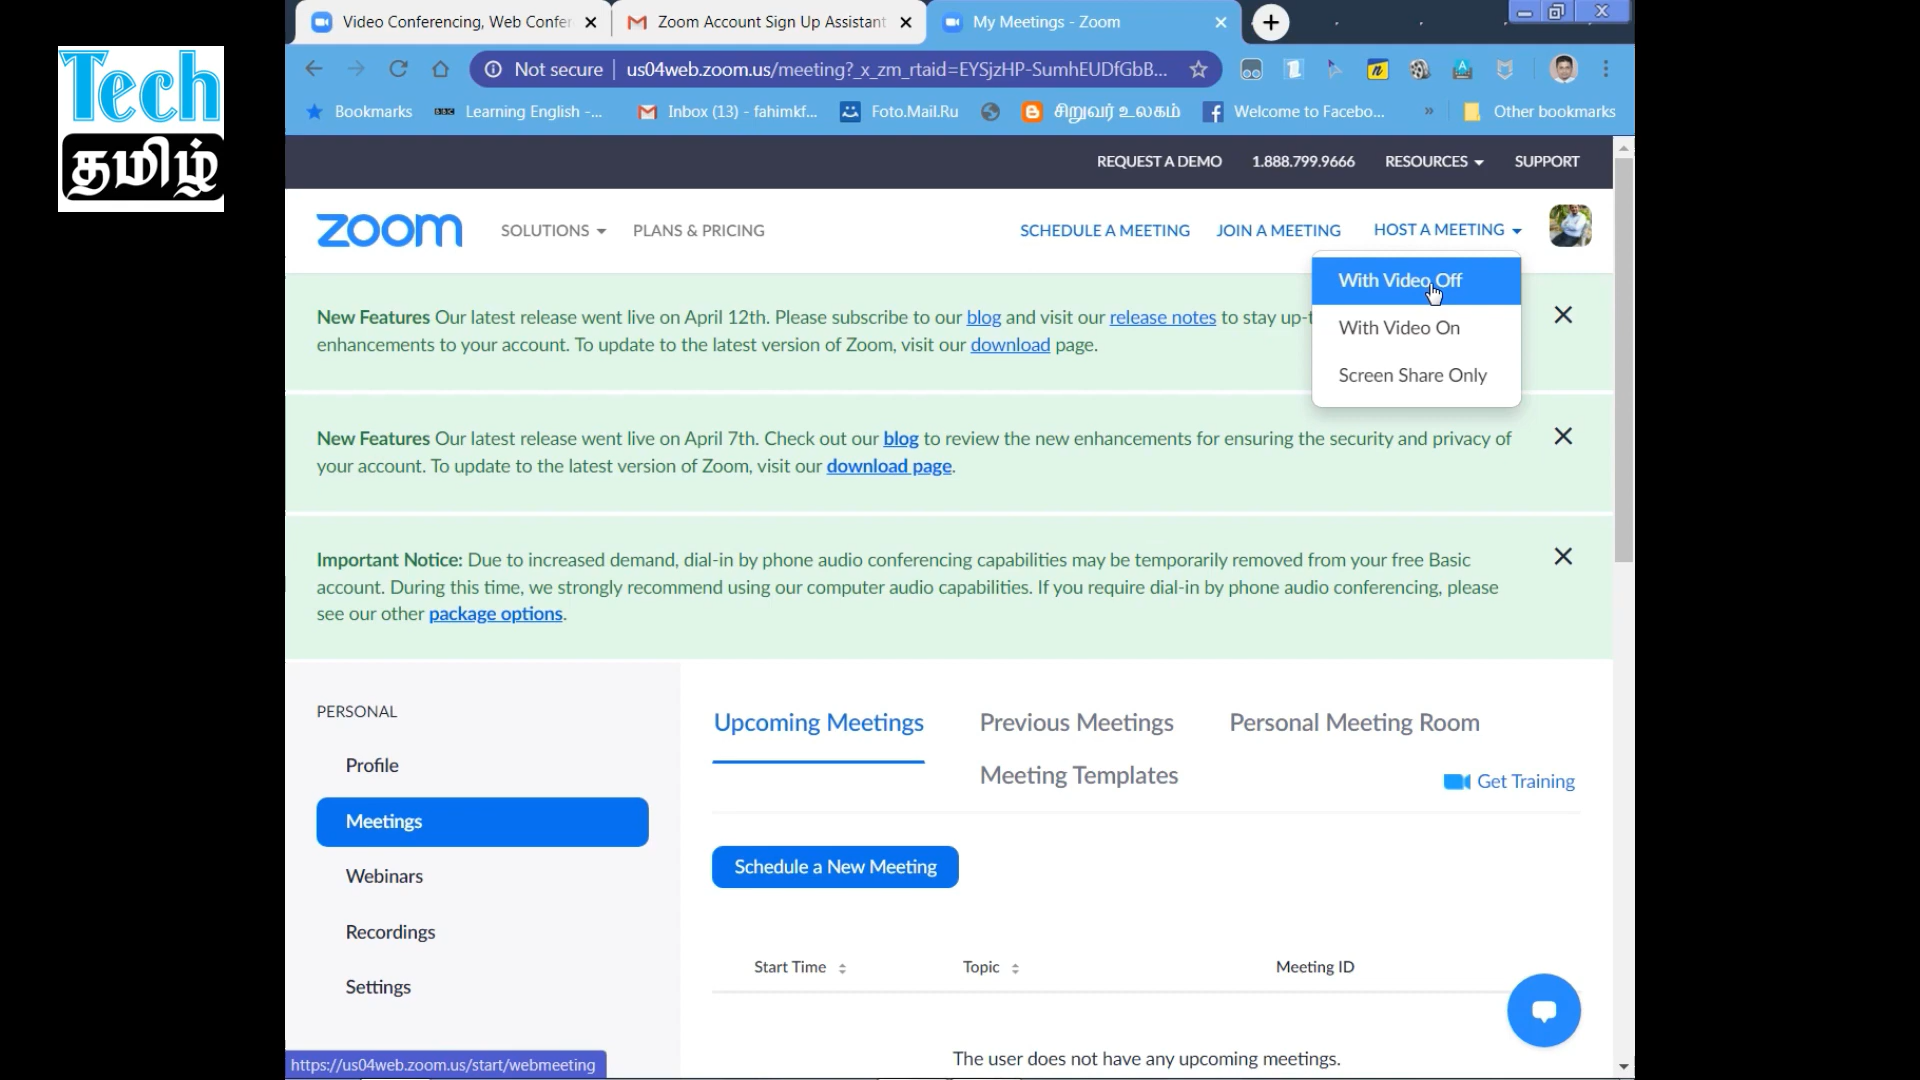 Tech
தமிழ்
Video Conferencing, Web Confer
Zoom Account Sign Up Assistant
My Meetings - Zoom
Not secure
us04web.zoom.us/meeting?_x_zm_rtaid=EYSjzHP-SumhEUDfGbB...
Bookmarks
BBC
Learning English -...
Inbox (13) - fahimkf...
Foto.Mail.Ru
சிறுவர் உலகம்
Welcome to Facebo...
»
Other bookmarks
REQUEST A DEMO
1.888.799.9666
RESOURCES
SUPPORT
zoom
SOLUTIONS
PLANS & PRICING
SCHEDULE A MEETING
JOIN A MEETING
HOST A MEETING
With Video Off
With Video On
Screen Share Only
New Features Our latest release went live on April 12th. Please subscribe to our blog and visit our release notes to stay up-
enhancements to your account. To update to the latest version of Zoom, visit our download page.
New Features Our latest release went live on April 7th. Check out our blog to review the new enhancements for ensuring the security and privacy of
your account. To update to the latest version of Zoom, visit our download page.
Important Notice: Due to increased demand, dial-in by phone audio conferencing capabilities may be temporarily removed from your free Basic
account. During this time, we strongly recommend using our computer audio capabilities. If you require dial-in by phone audio conferencing, please
see our other package options.
PERSONAL
Profile
Meetings
Webinars
Recordings
Settings
Upcoming Meetings
Previous Meetings
Personal Meeting Room
Meeting Templates
Get Training
Schedule a New Meeting
Start Time
Topic
Meeting ID
The user does not have any upcoming meetings.
https://us04web.zoom.us/start/webmeeting